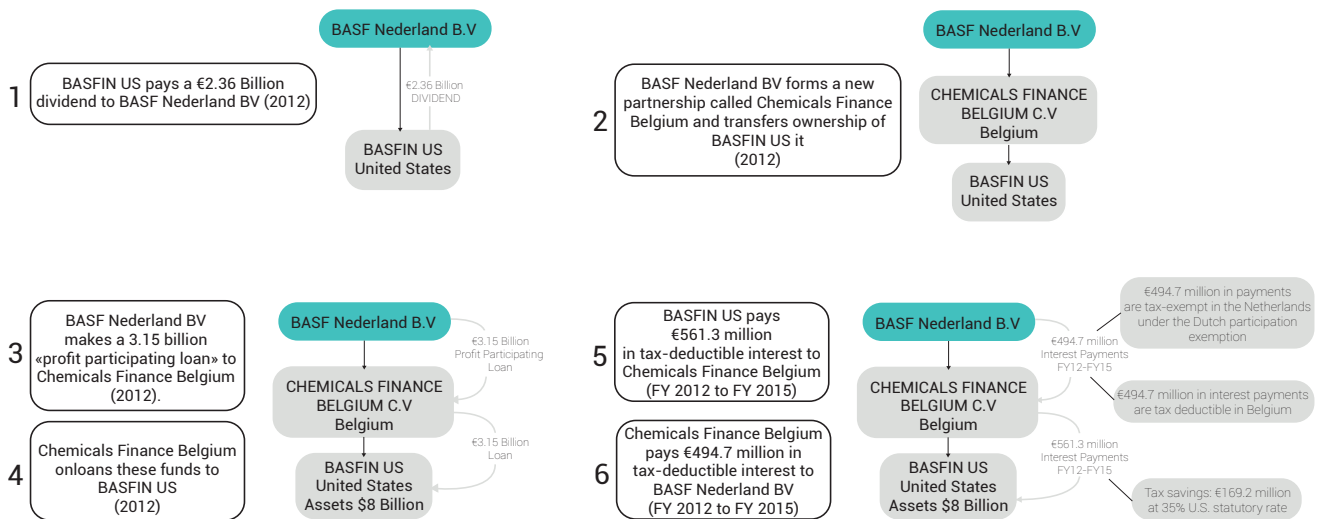 BASF Nederland B.V
1
BASFIN US pays a €2.36 Billion
dividend to BASF Nederland BV (2012)
€2.36 Billion
DIVIDEND
BASFIN US
United States
BASF Nederland B.V
2
BASF Nederland BV forms a new
partnership called Chemicals Finance
Belgium and transfers ownership of
BASFIN US it
(2012)
CHEMICALS FINANCE
BELGIUM C.V
Belgium
BASFIN US
United States
3
BASF Nederland BV
makes a 3.15 billion
«profit participating loan» to
Chemicals Finance Belgium
(2012).
4
Chemicals Finance Belgium
onloans these funds to
BASFIN US
(2012)
BASF Nederland B.V
€3.15 Billion
Profit Participating
Loan
CHEMICALS FINANCE
BELGIUM C.V
Belgium
€3.15 Billion
Loan
BASFIN US
United States
Assets $8 Billion
5
BASFIN US pays
€561.3 million
in tax-deductible interest to
Chemicals Finance Belgium
(FY 2012 to FY 2015)
6
Chemicals Finance Belgium
pays €494.7 million in
tax-deductible interest to
BASF Nederland BV
(FY 2012 to FY 2015)
BASF Nederland B.V
€494.7 million
Interest Payments
FY12-FY15
CHEMICALS FINANCE
BELGIUM C.V
Belgium
€561.3 million
Interest Payments
FY12-FY15
BASFIN US
United States
Assets $8 Billion
€494.7 million in payments
are tax-exempt in the Netherlands
under the Dutch participation
exemption
€494.7 million in interest payments
are tax deductible in Belgium
Tax savings: €169.2 million
at 35% U.S. statutory rate